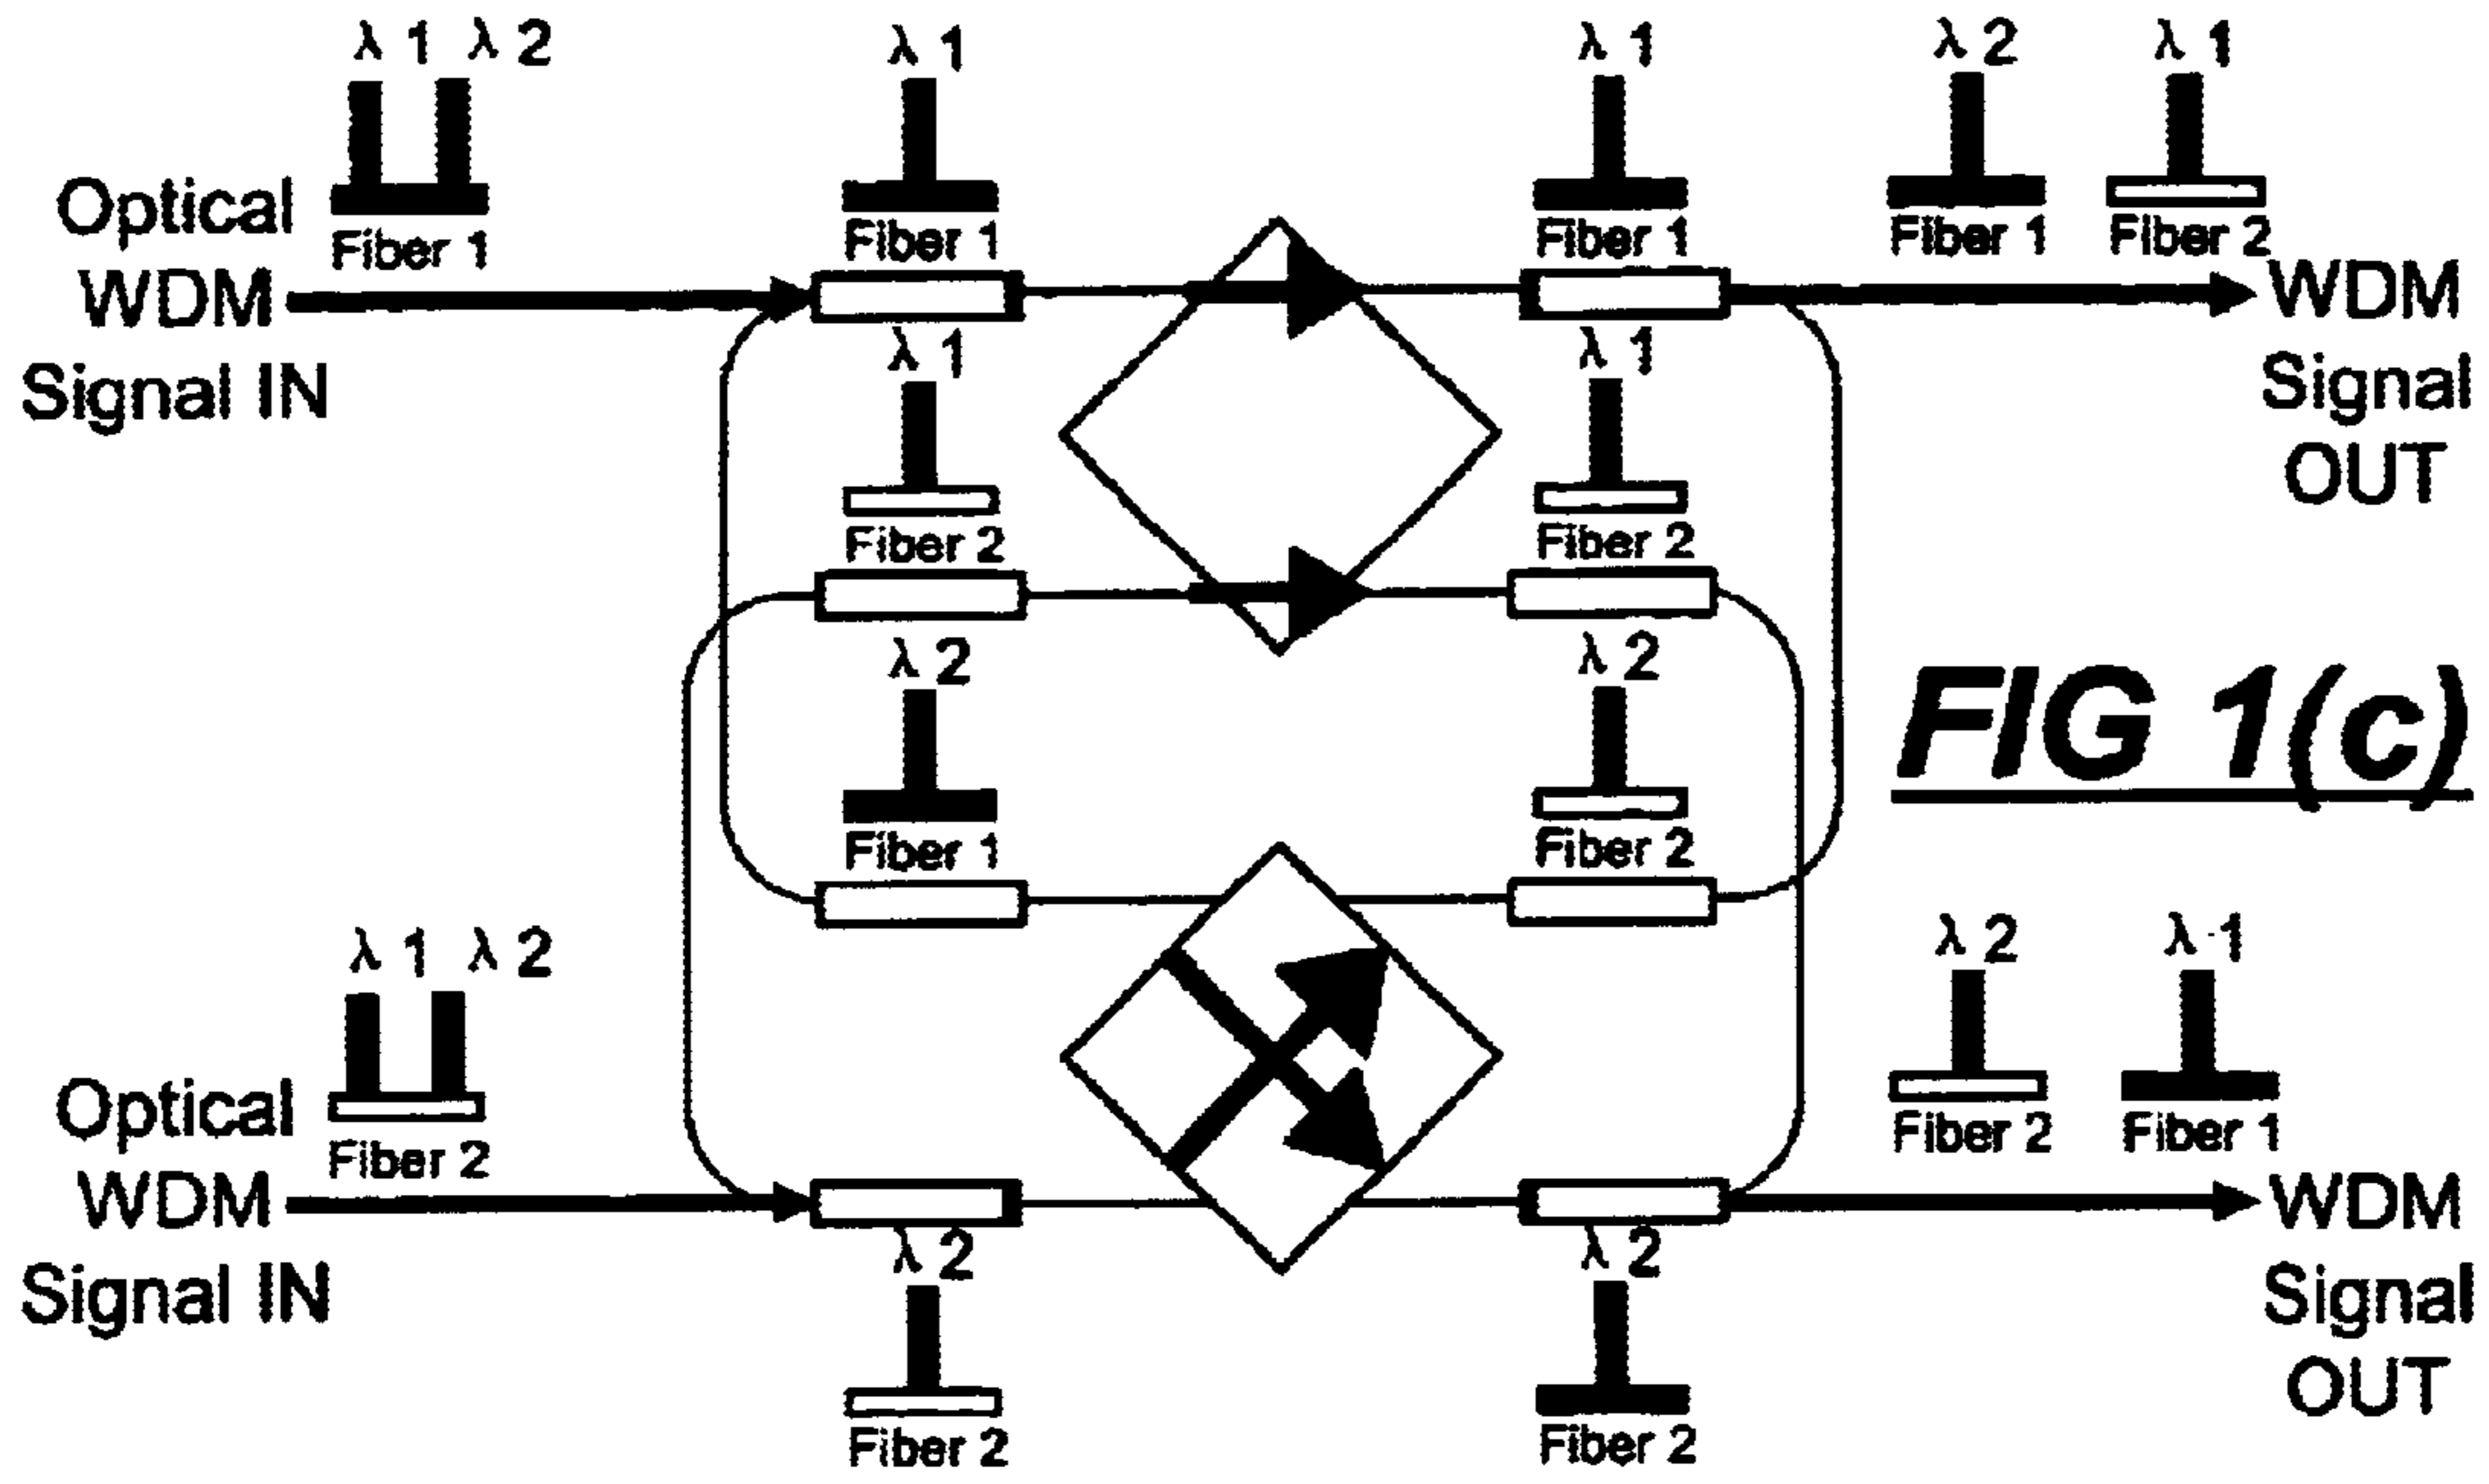 λ 1 λ 2
λ 1
λ 1
λ 2
λ 1
Optical
WDM
Signal IN
Fiber 1
Fiber 1
Fiber 1
Fiber 1
Fiber 2
WDM
Signal
OUT
λ 1
λ 1
Fiber 2
Fiber 2
λ 2
λ 2
FIG 1(c)
Fiber 1
Fiber 2
λ 1 λ 2
λ 2
λ 1
Optical
WDM
Signal IN
Fiber 2
Fiber 2
Fiber 1
WDM
Signal
OUT
λ 2
λ 2
Fiber 2
Fiber 2